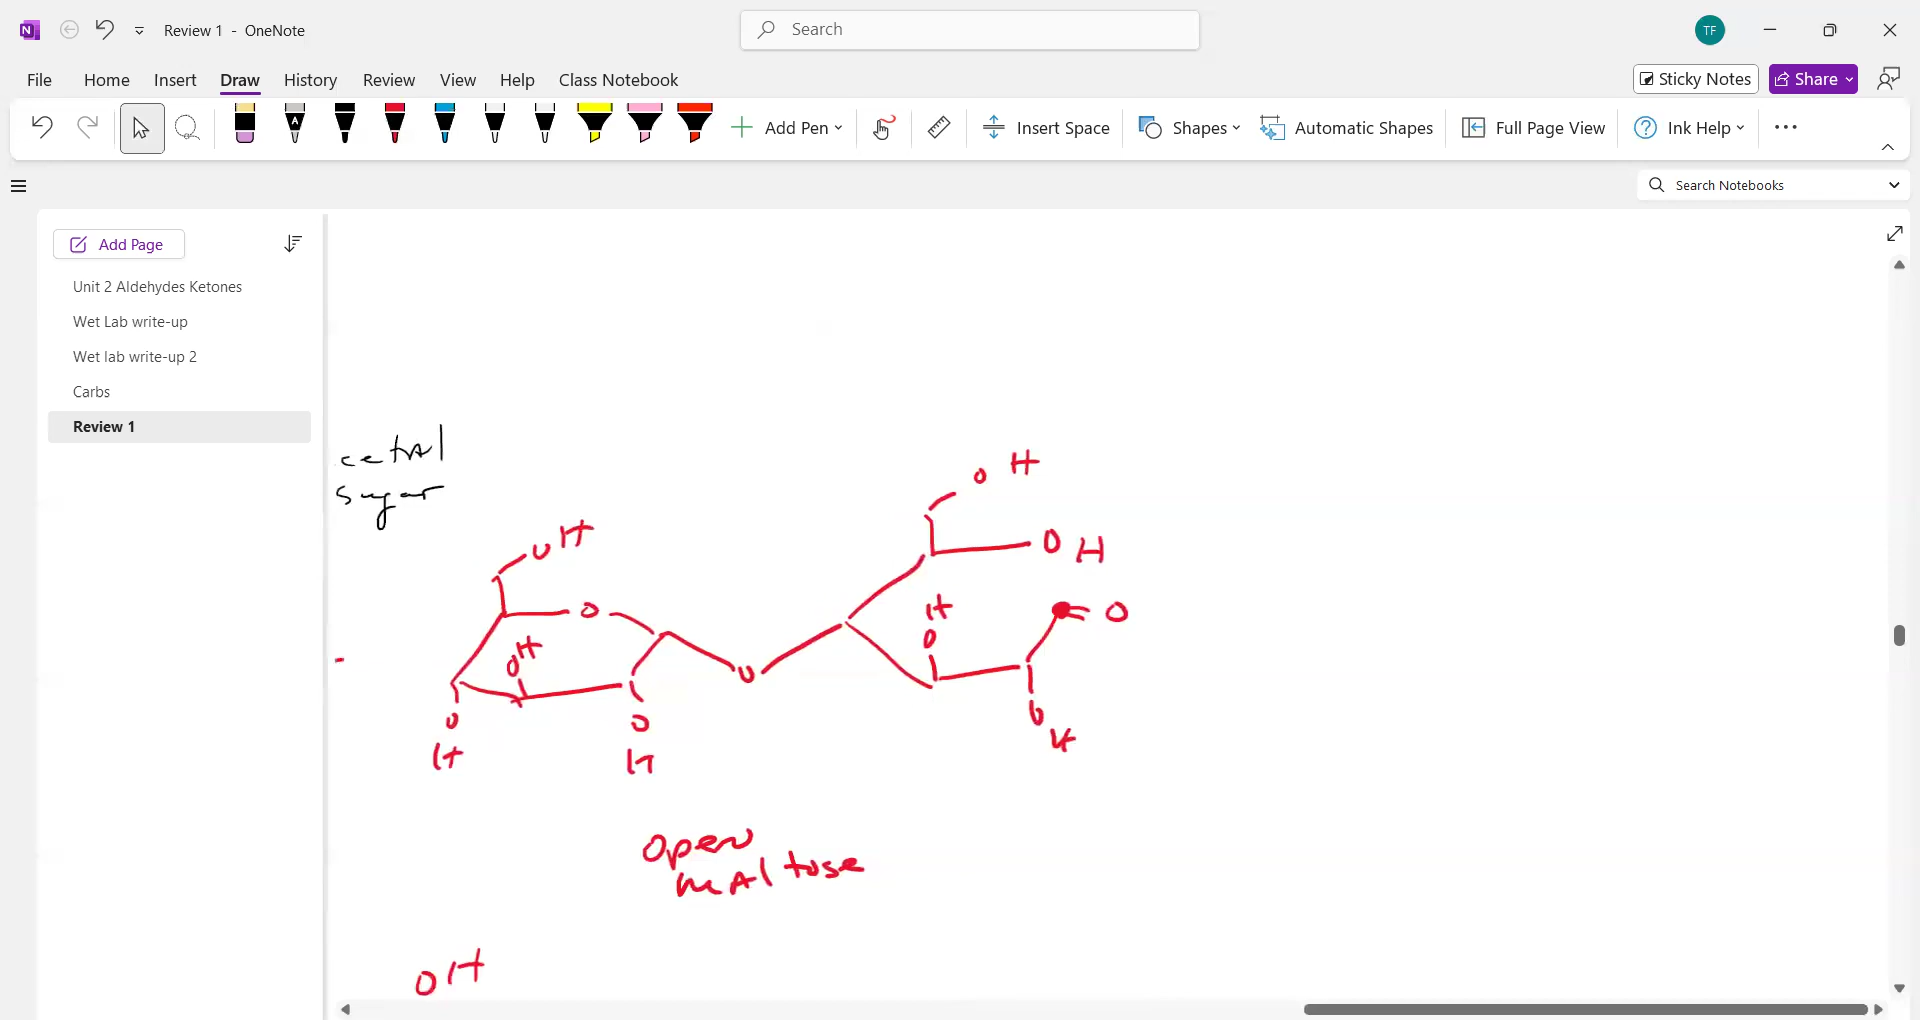 Review 1 - OneNote
Search
TF
File Home Insert Draw History Review View Help Class Notebook
Sticky Notes Share
A
Add Pen Insert Space Shapes Automatic Shapes Full Page View Ink Help
Search Notebooks
Add Page
Unit 2 Aldehydes Ketones
Wet Lab write-up
Wet lab write-up 2
Carbs
Review 1
cetal
sugar
OH
OH
OH
O
OH
O
H
O
H
O
OH
H
O
O
O
H
Open
maltose
OH